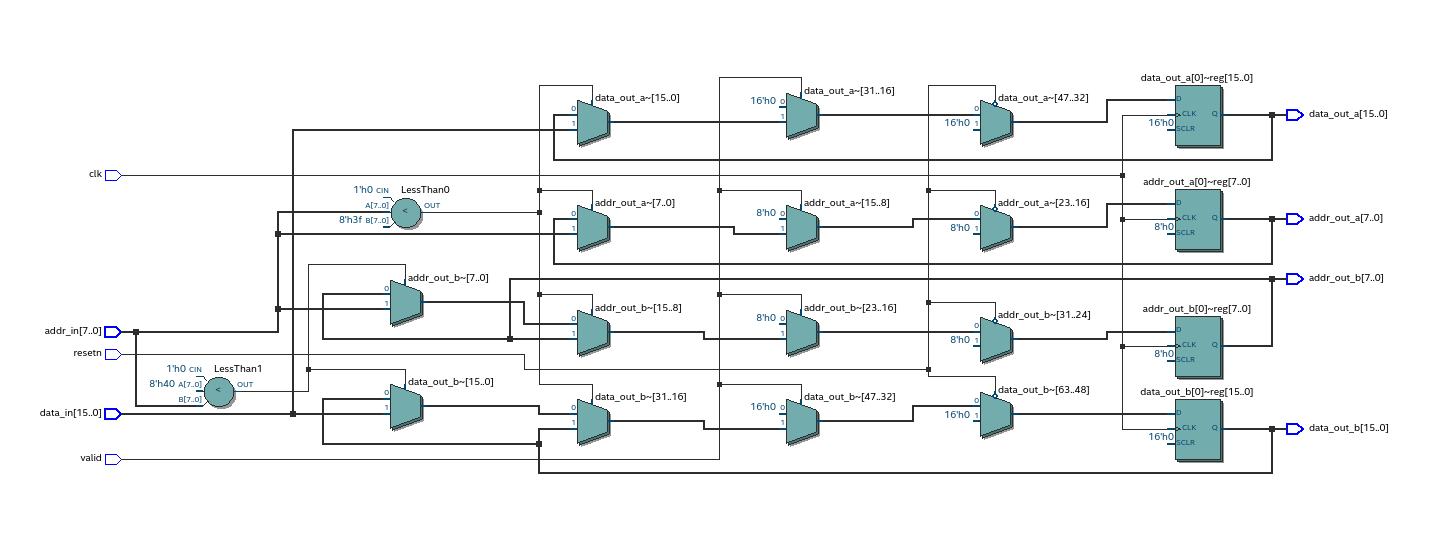 data_out_a[0]~reg[15..0]
data_out_a~[15..0]
data_out_a~[31..16]
data_out_a~[47..32]
0
1
16'h0 0
1
0
16'h0 1
D
CLK
16'h0 SCLR
Q
data_out_a[15..0]
clk
LessThan0
1'h0 CIN
A[7..0]
8'h3f B[7..0]
<
OUT
addr_out_a[0]~reg[7..0]
addr_out_a~[7..0]
addr_out_a~[15..8]
addr_out_a~[23..16]
0
1
8'h0 0
1
0
8'h0 1
D
CLK
8'h0 SCLR
Q
addr_out_a[7..0]
addr_out_b~[7..0]
0
1
addr_out_b[7..0]
addr_out_b~[15..8]
addr_out_b~[23..16]
addr_out_b~[31..24]
addr_out_b[0]~reg[7..0]
0
1
8'h0 0
1
0
8'h0 1
D
CLK
8'h0 SCLR
Q
addr_in[7..0]
resetn
LessThan1
1'h0 CIN
8'h40 A[7..0]
B[7..0]
<
OUT
data_out_b~[15..0]
0
1
data_out_b~[31..16]
data_out_b~[47..32]
data_out_b~[63..48]
data_out_b[0]~reg[15..0]
0
1
16'h0 0
1
0
16'h0 1
D
CLK
16'h0 SCLR
Q
data_out_b[15..0]
data_in[15..0]
valid